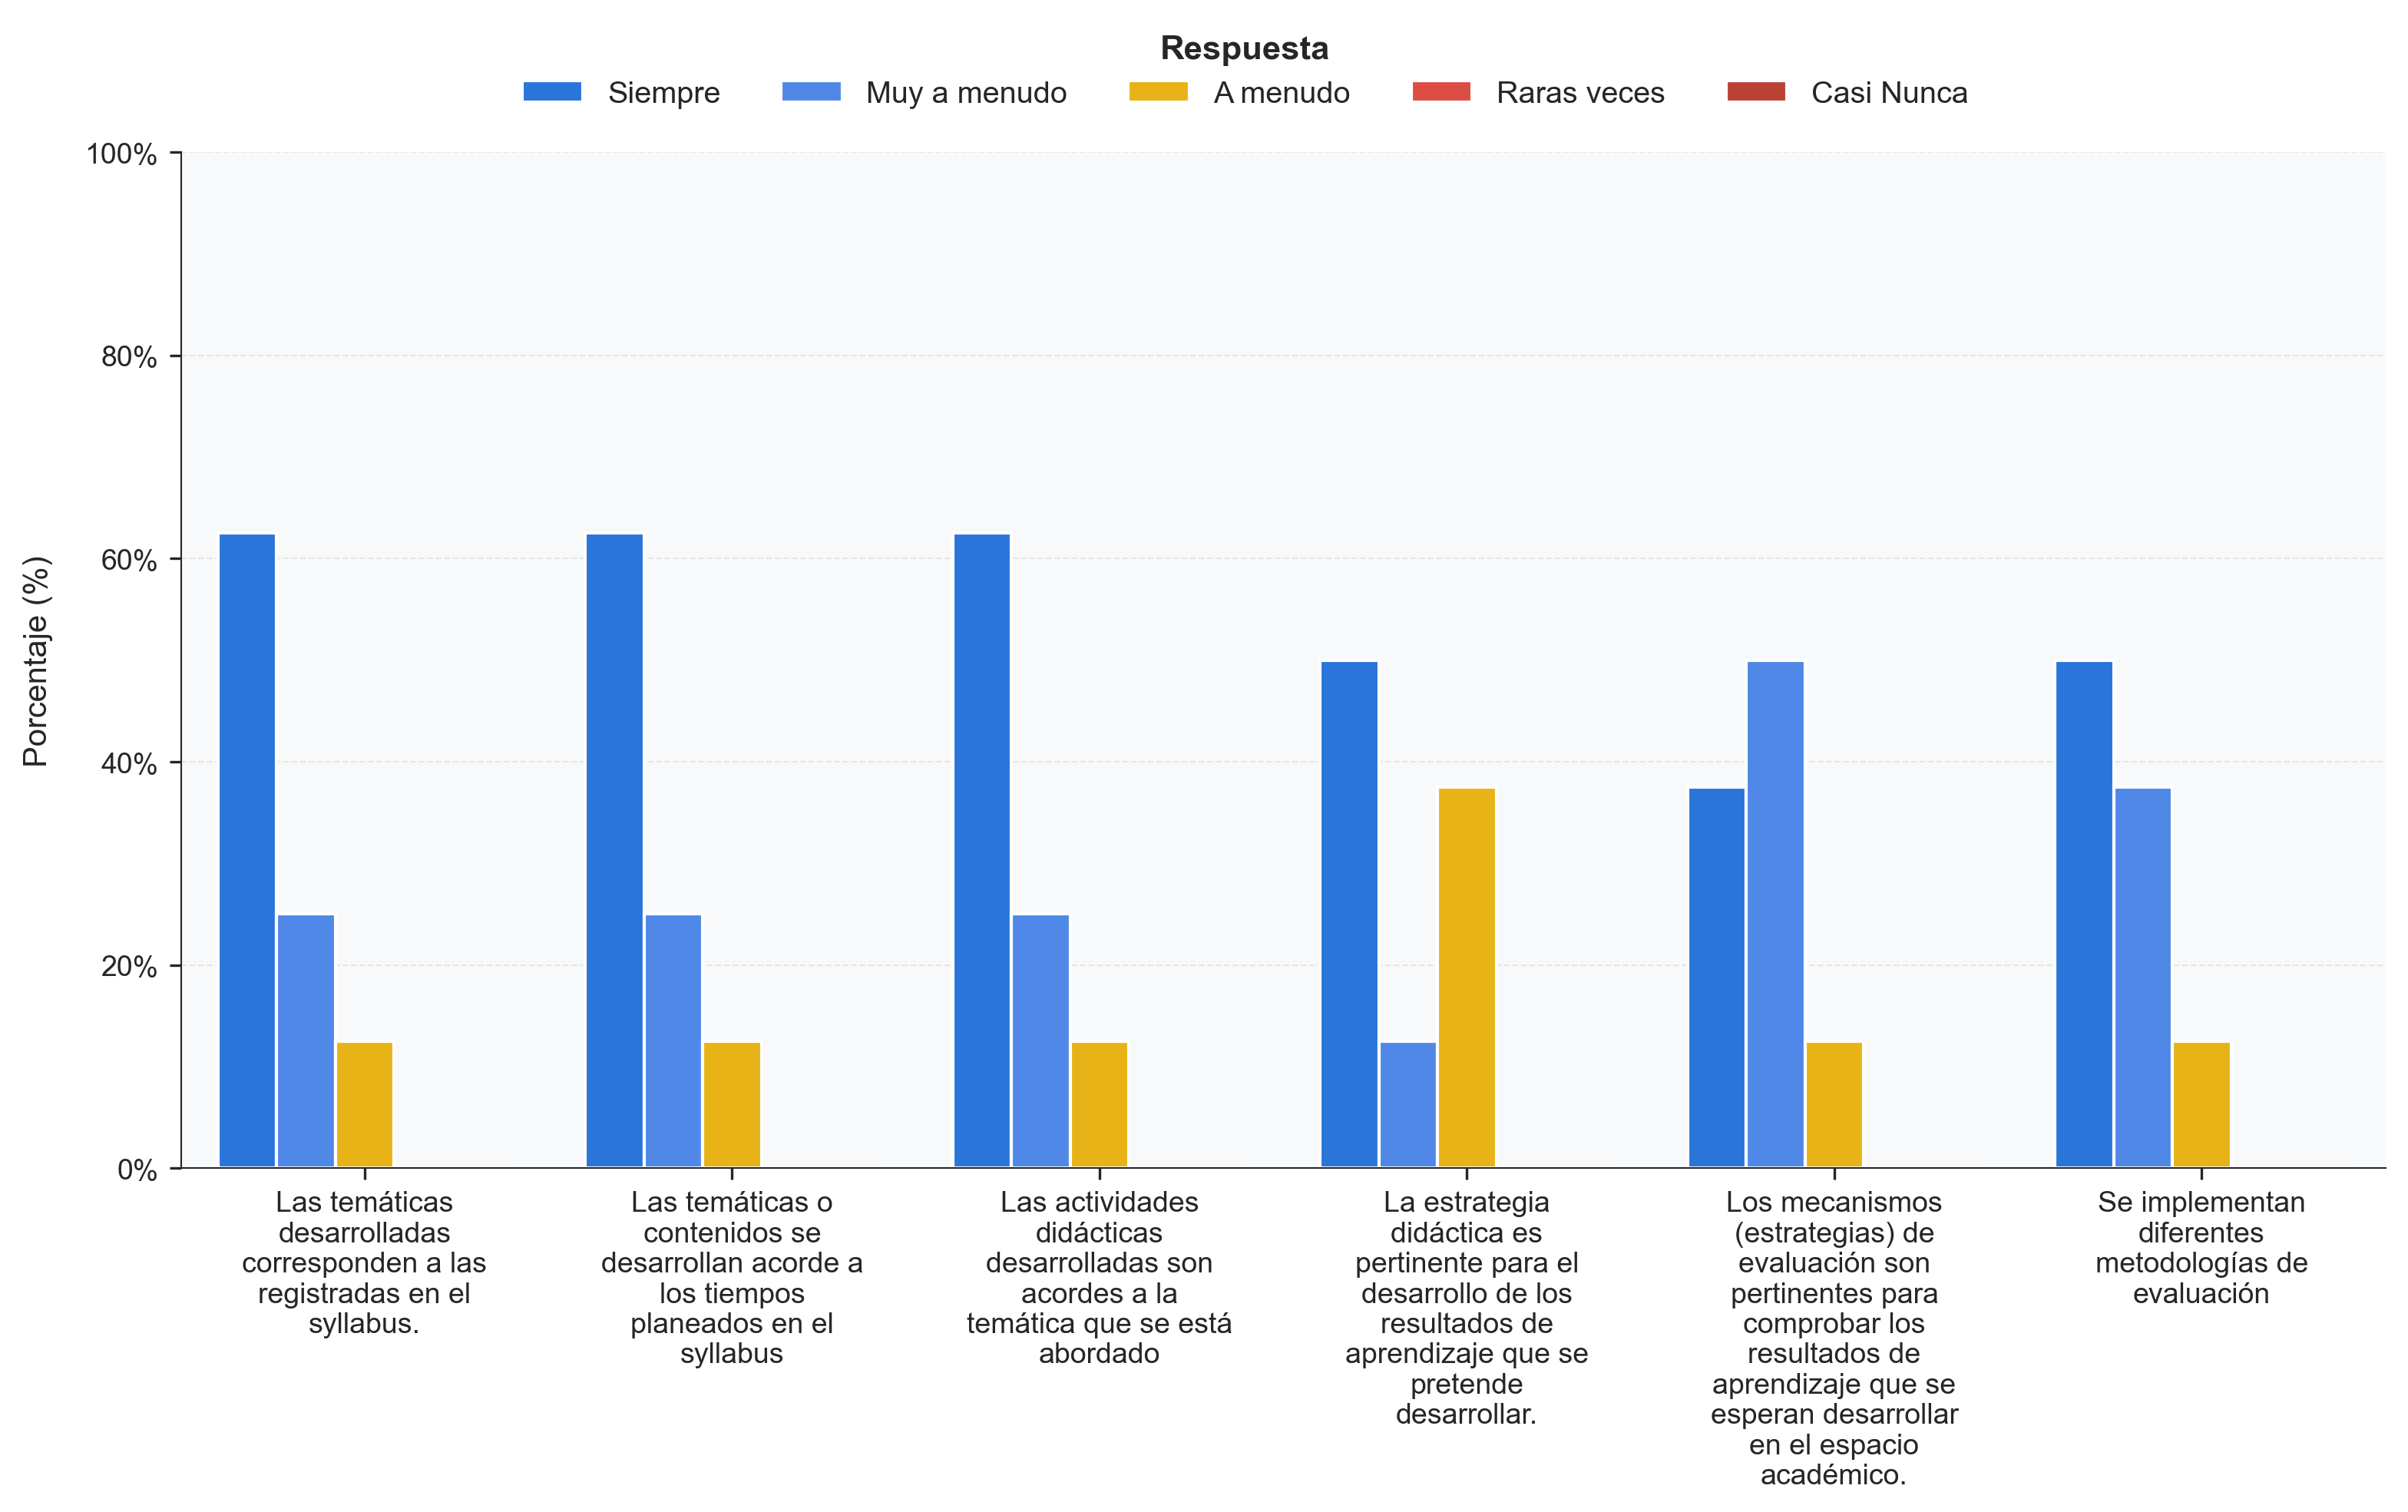 Respuesta
Siempre Muy a menudo A menudo Raras veces Casi Nunca
100%
80%
60%
40%
20%
0%
Porcentaje (%)
Las temáticas
desarrolladas
corresponden a las
registradas en el
syllabus.
Las temáticas o
contenidos se
desarrollan acorde a
los tiempos
planeados en el
syllabus
Las actividades
didácticas
desarrolladas son
acordes a la
temática que se está
abordado
La estrategia
didáctica es
pertinente para el
desarrollo de los
resultados de
aprendizaje que se
pretende
desarrollar.
Los mecanismos
(estrategias) de
evaluación son
pertinentes para
comprobar los
resultados de
aprendizaje que se
esperan desarrollar
en el espacio
académico.
Se implementan
diferentes
metodologías de
evaluación